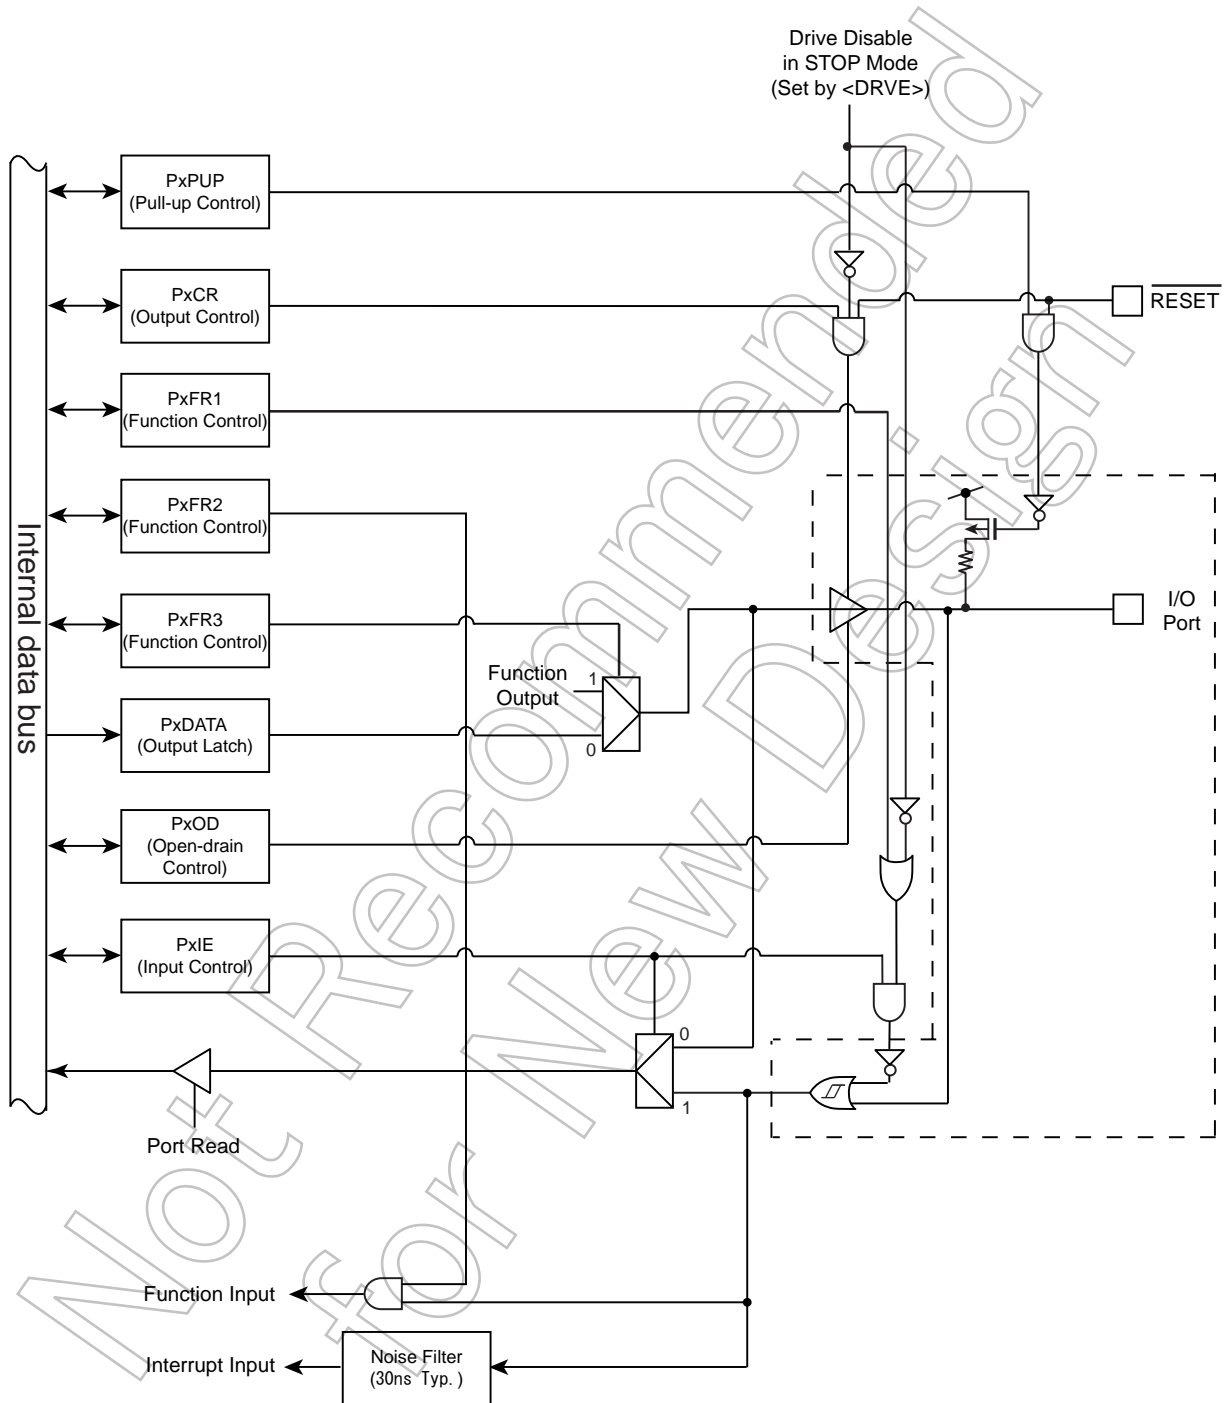 Drive Disable
in STOP Mode
(Set by <DRVE>)
PxPUP
(Pull-up Control)
PxCR
(Output Control)
RESET
PxFR1
(Function Control)
PxFR2
(Function Control)
Internal data bus
PxFR3
(Function Control)
I/O
Port
Function
Output
1
0
PxDATA
(Output Latch)
PxOD
(Open-drain
Control)
PxIE
(Input Control)
0
1
Port Read
Function Input
Interrupt Input
Noise Filter
(30ns Typ.)
Not Recommended
for New Design